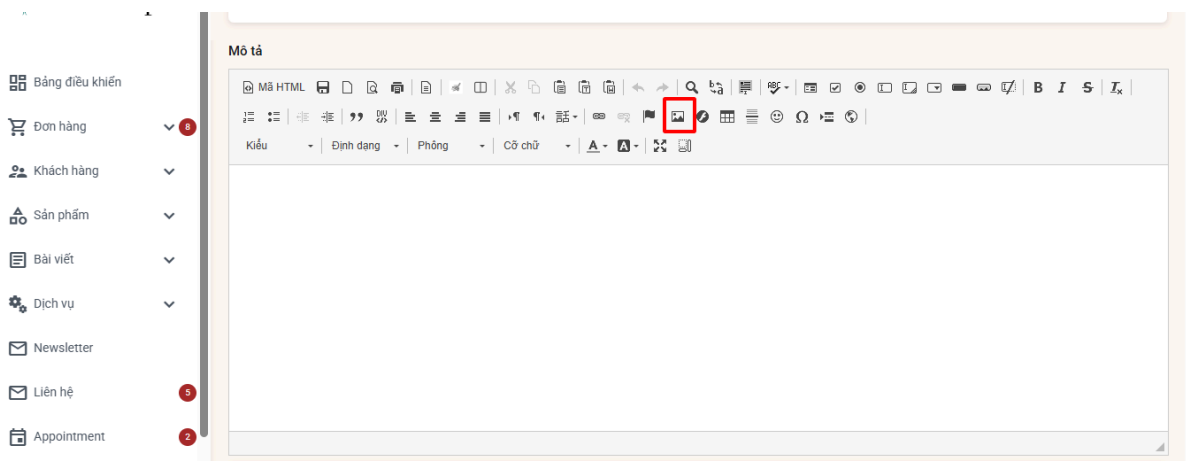 Mô tả
Bảng điều khiển
Mã HTML
Đơn hàng
8
Kiểu
Định dạng
Phông
Cỡ chữ
Khách hàng
Sản phẩm
Bài viết
Dịch vụ
Newsletter
Liên hệ
5
Appointment
2